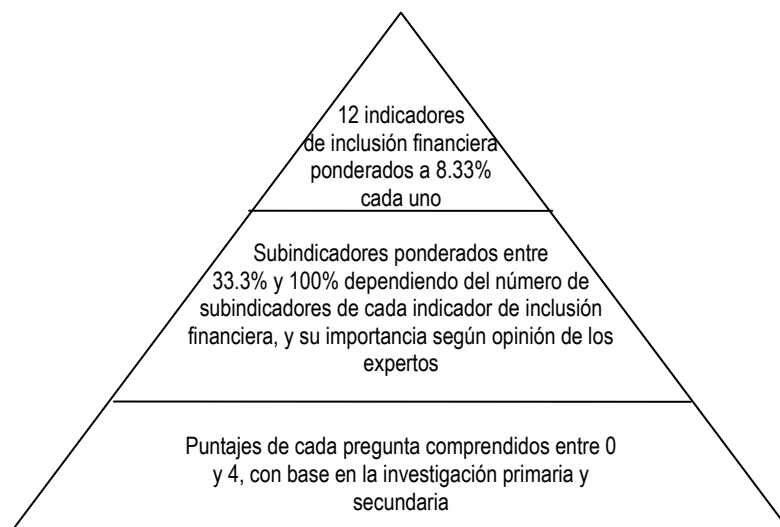 12 indicadores
de inclusión financiera
ponderados a 8.33%
cada uno
Subindicadores ponderados entre
33.3% y 100% dependiendo del número de
subindicadores de cada indicador de inclusión
financiera, y su importancia según opinión de los
expertos
Puntajes de cada pregunta comprendidos entre 0
y 4, con base en la investigación primaria y
secundaria